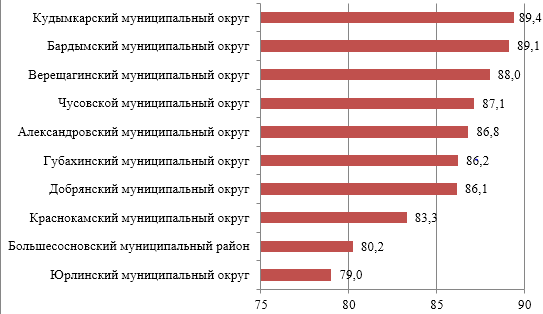 Кудымкарский муниципальный округ 89,4
Бардымский муниципальный округ 89,1
Верещагинский муниципальный округ 88,0
Чусовской муниципальный округ 87,1
Александровский муниципальный округ 86,8
Губахинский муниципальный округ 86,2
Добрянский муниципальный округ 86,1
Краснокамский муниципальный округ 83,3
Большесосновский муниципальный район 80,2
Юрлинский муниципальный округ 79,0
75 80 85 90